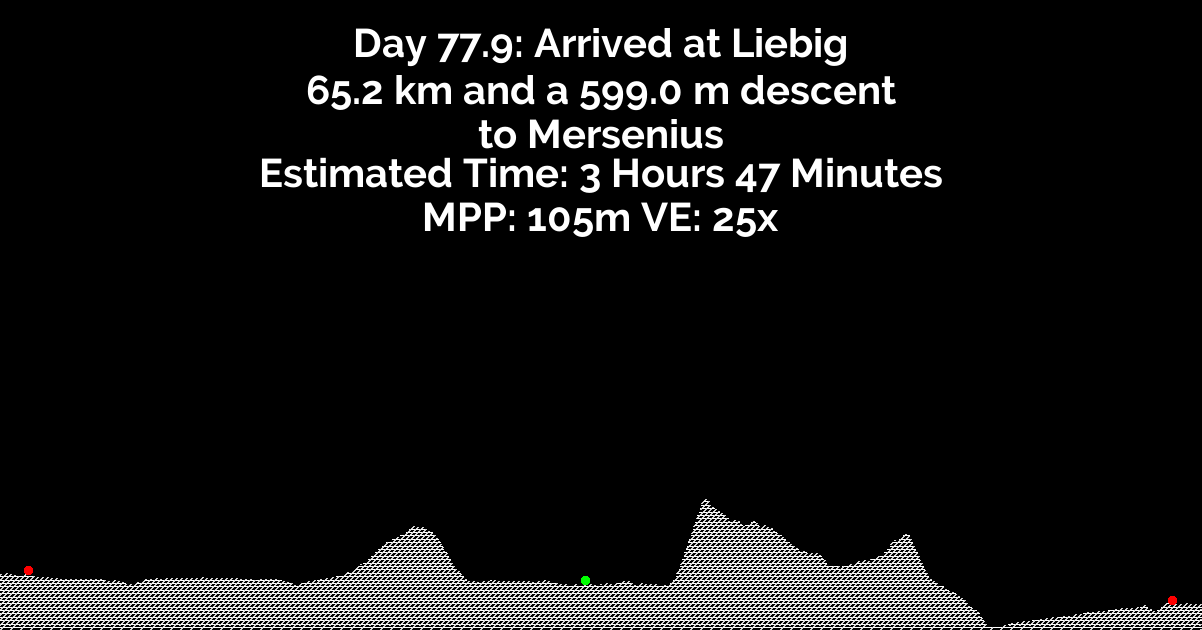 Day 77.9: Arrived at Liebig
65.2 km and a 599.0 m descent
to Mersenius
Estimated Time: 3 Hours 47 Minutes
MPP: 105m VE: 25x